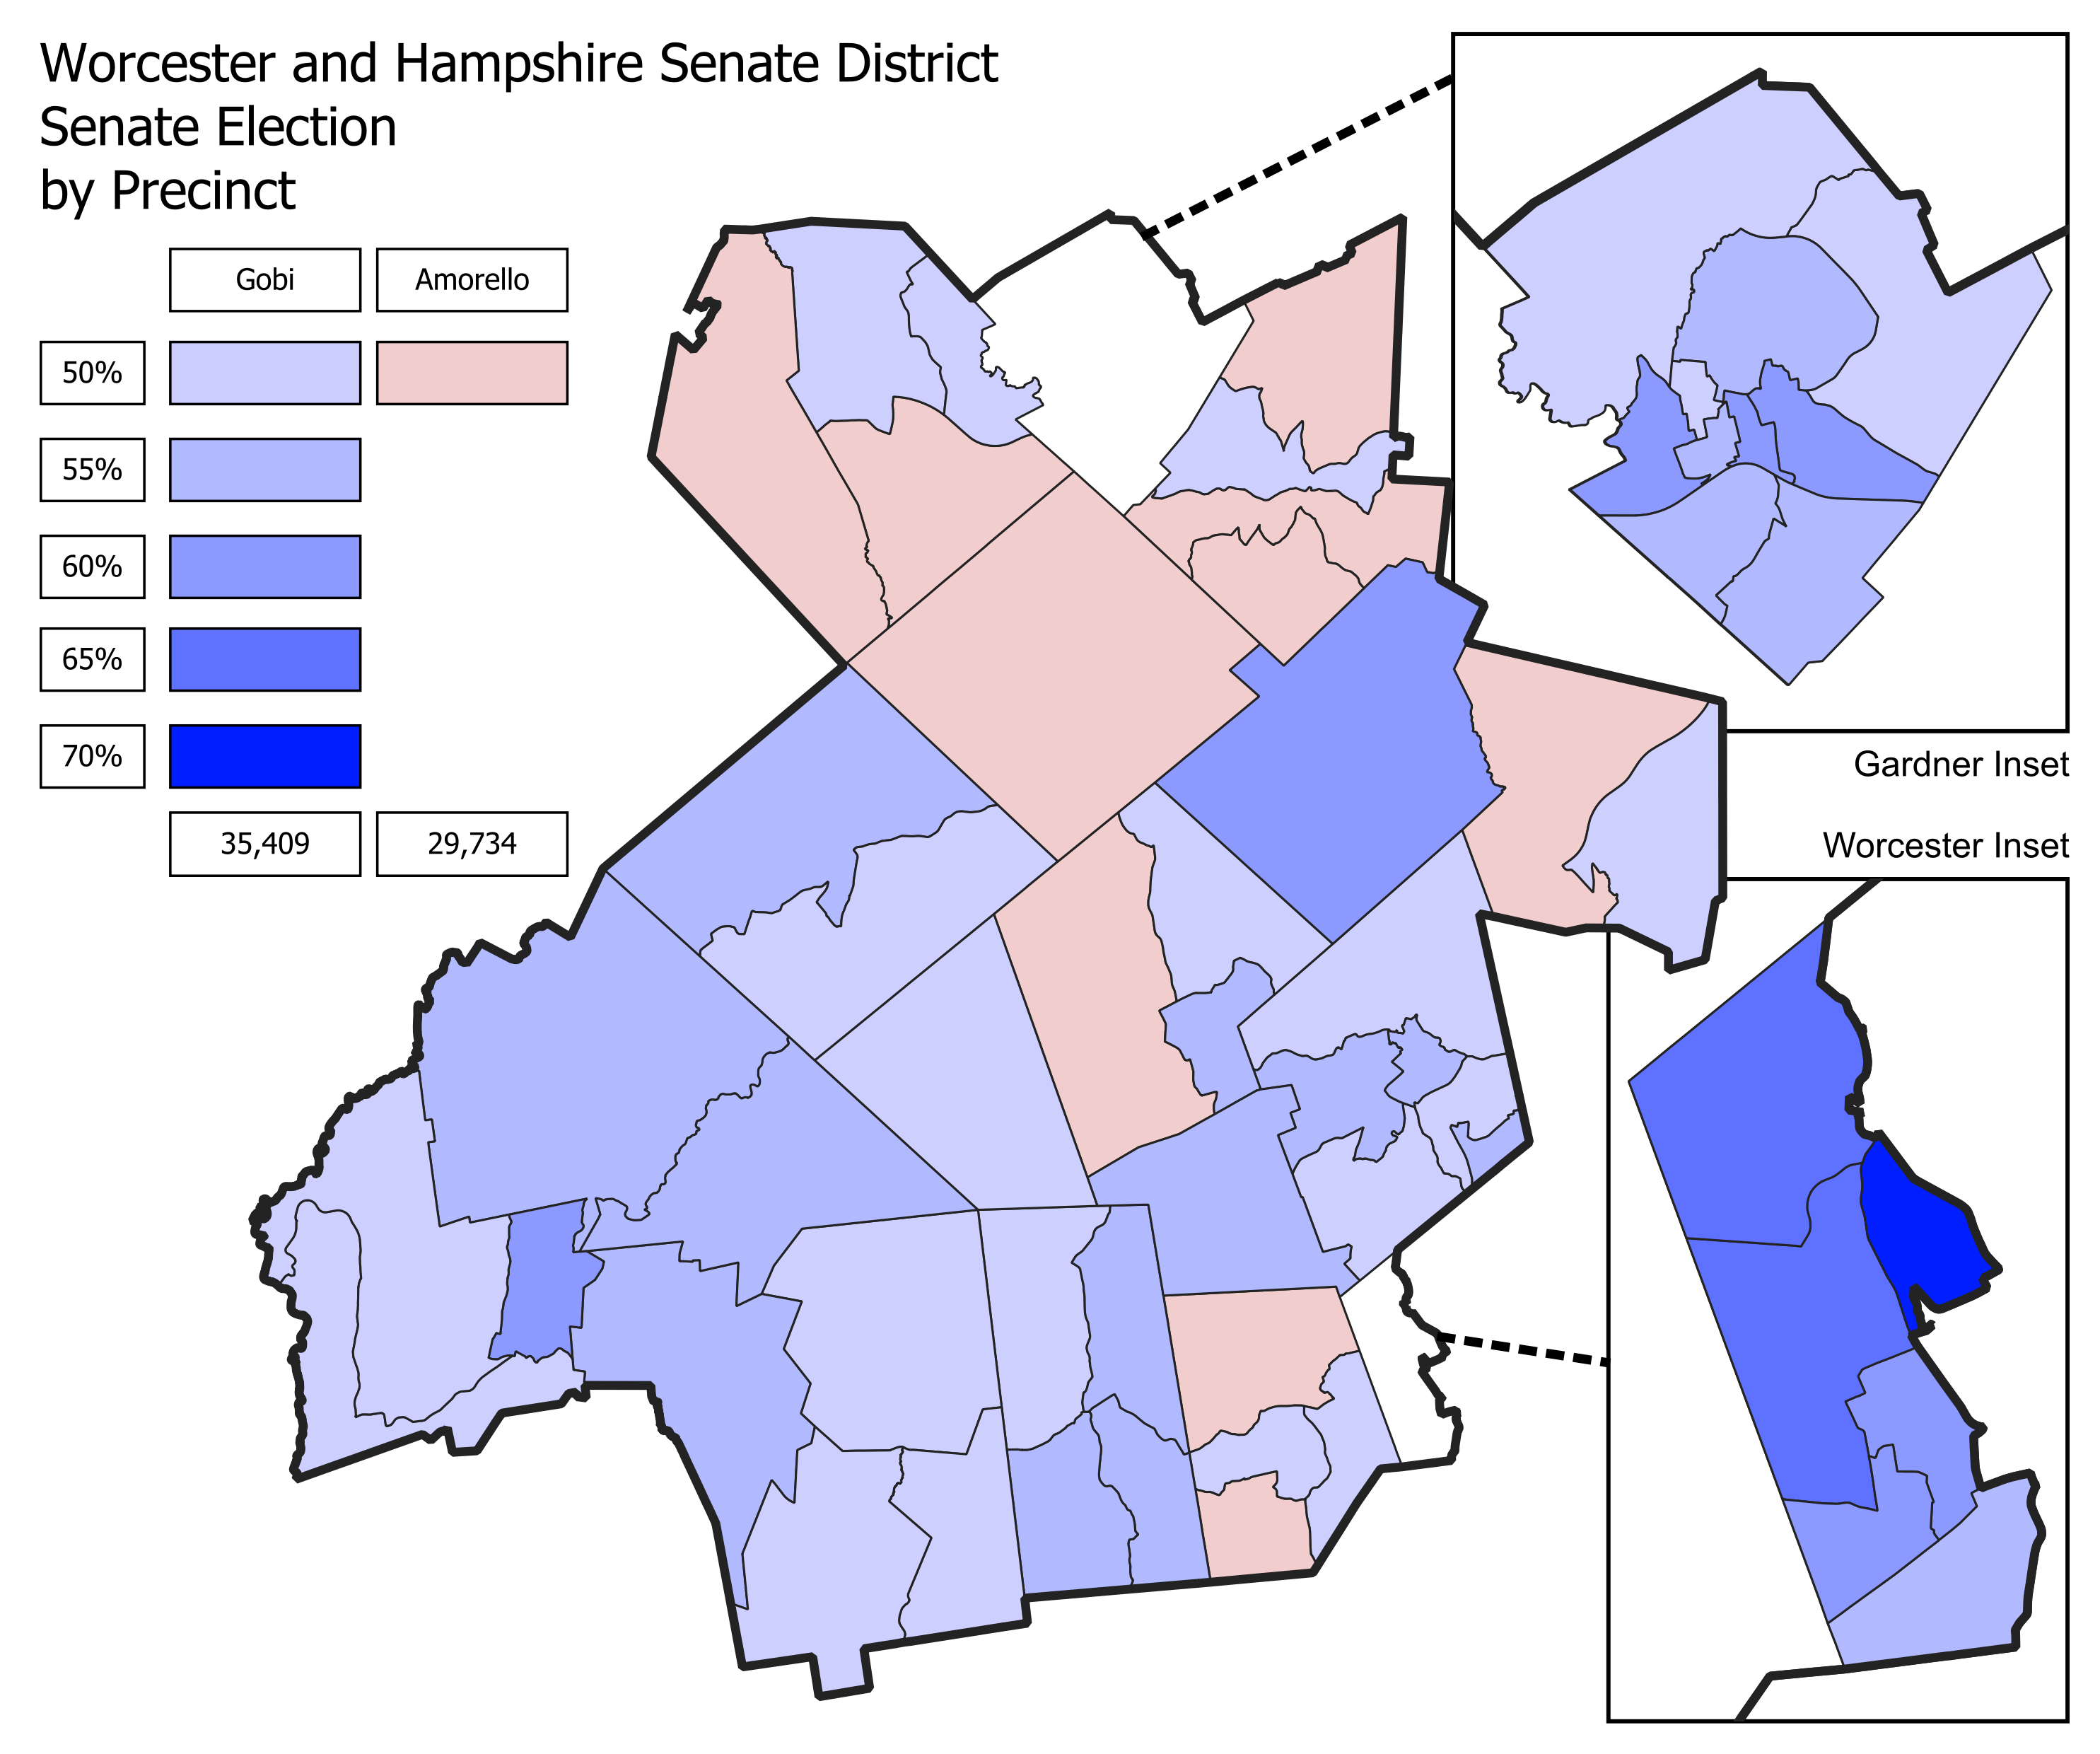 Worcester and Hampshire Senate District
Senate Election
by Precinct
Gobi Amorello
50%
55%
60%
65%
70%
35,409 29,734
Gardner Inset
Worcester Inset